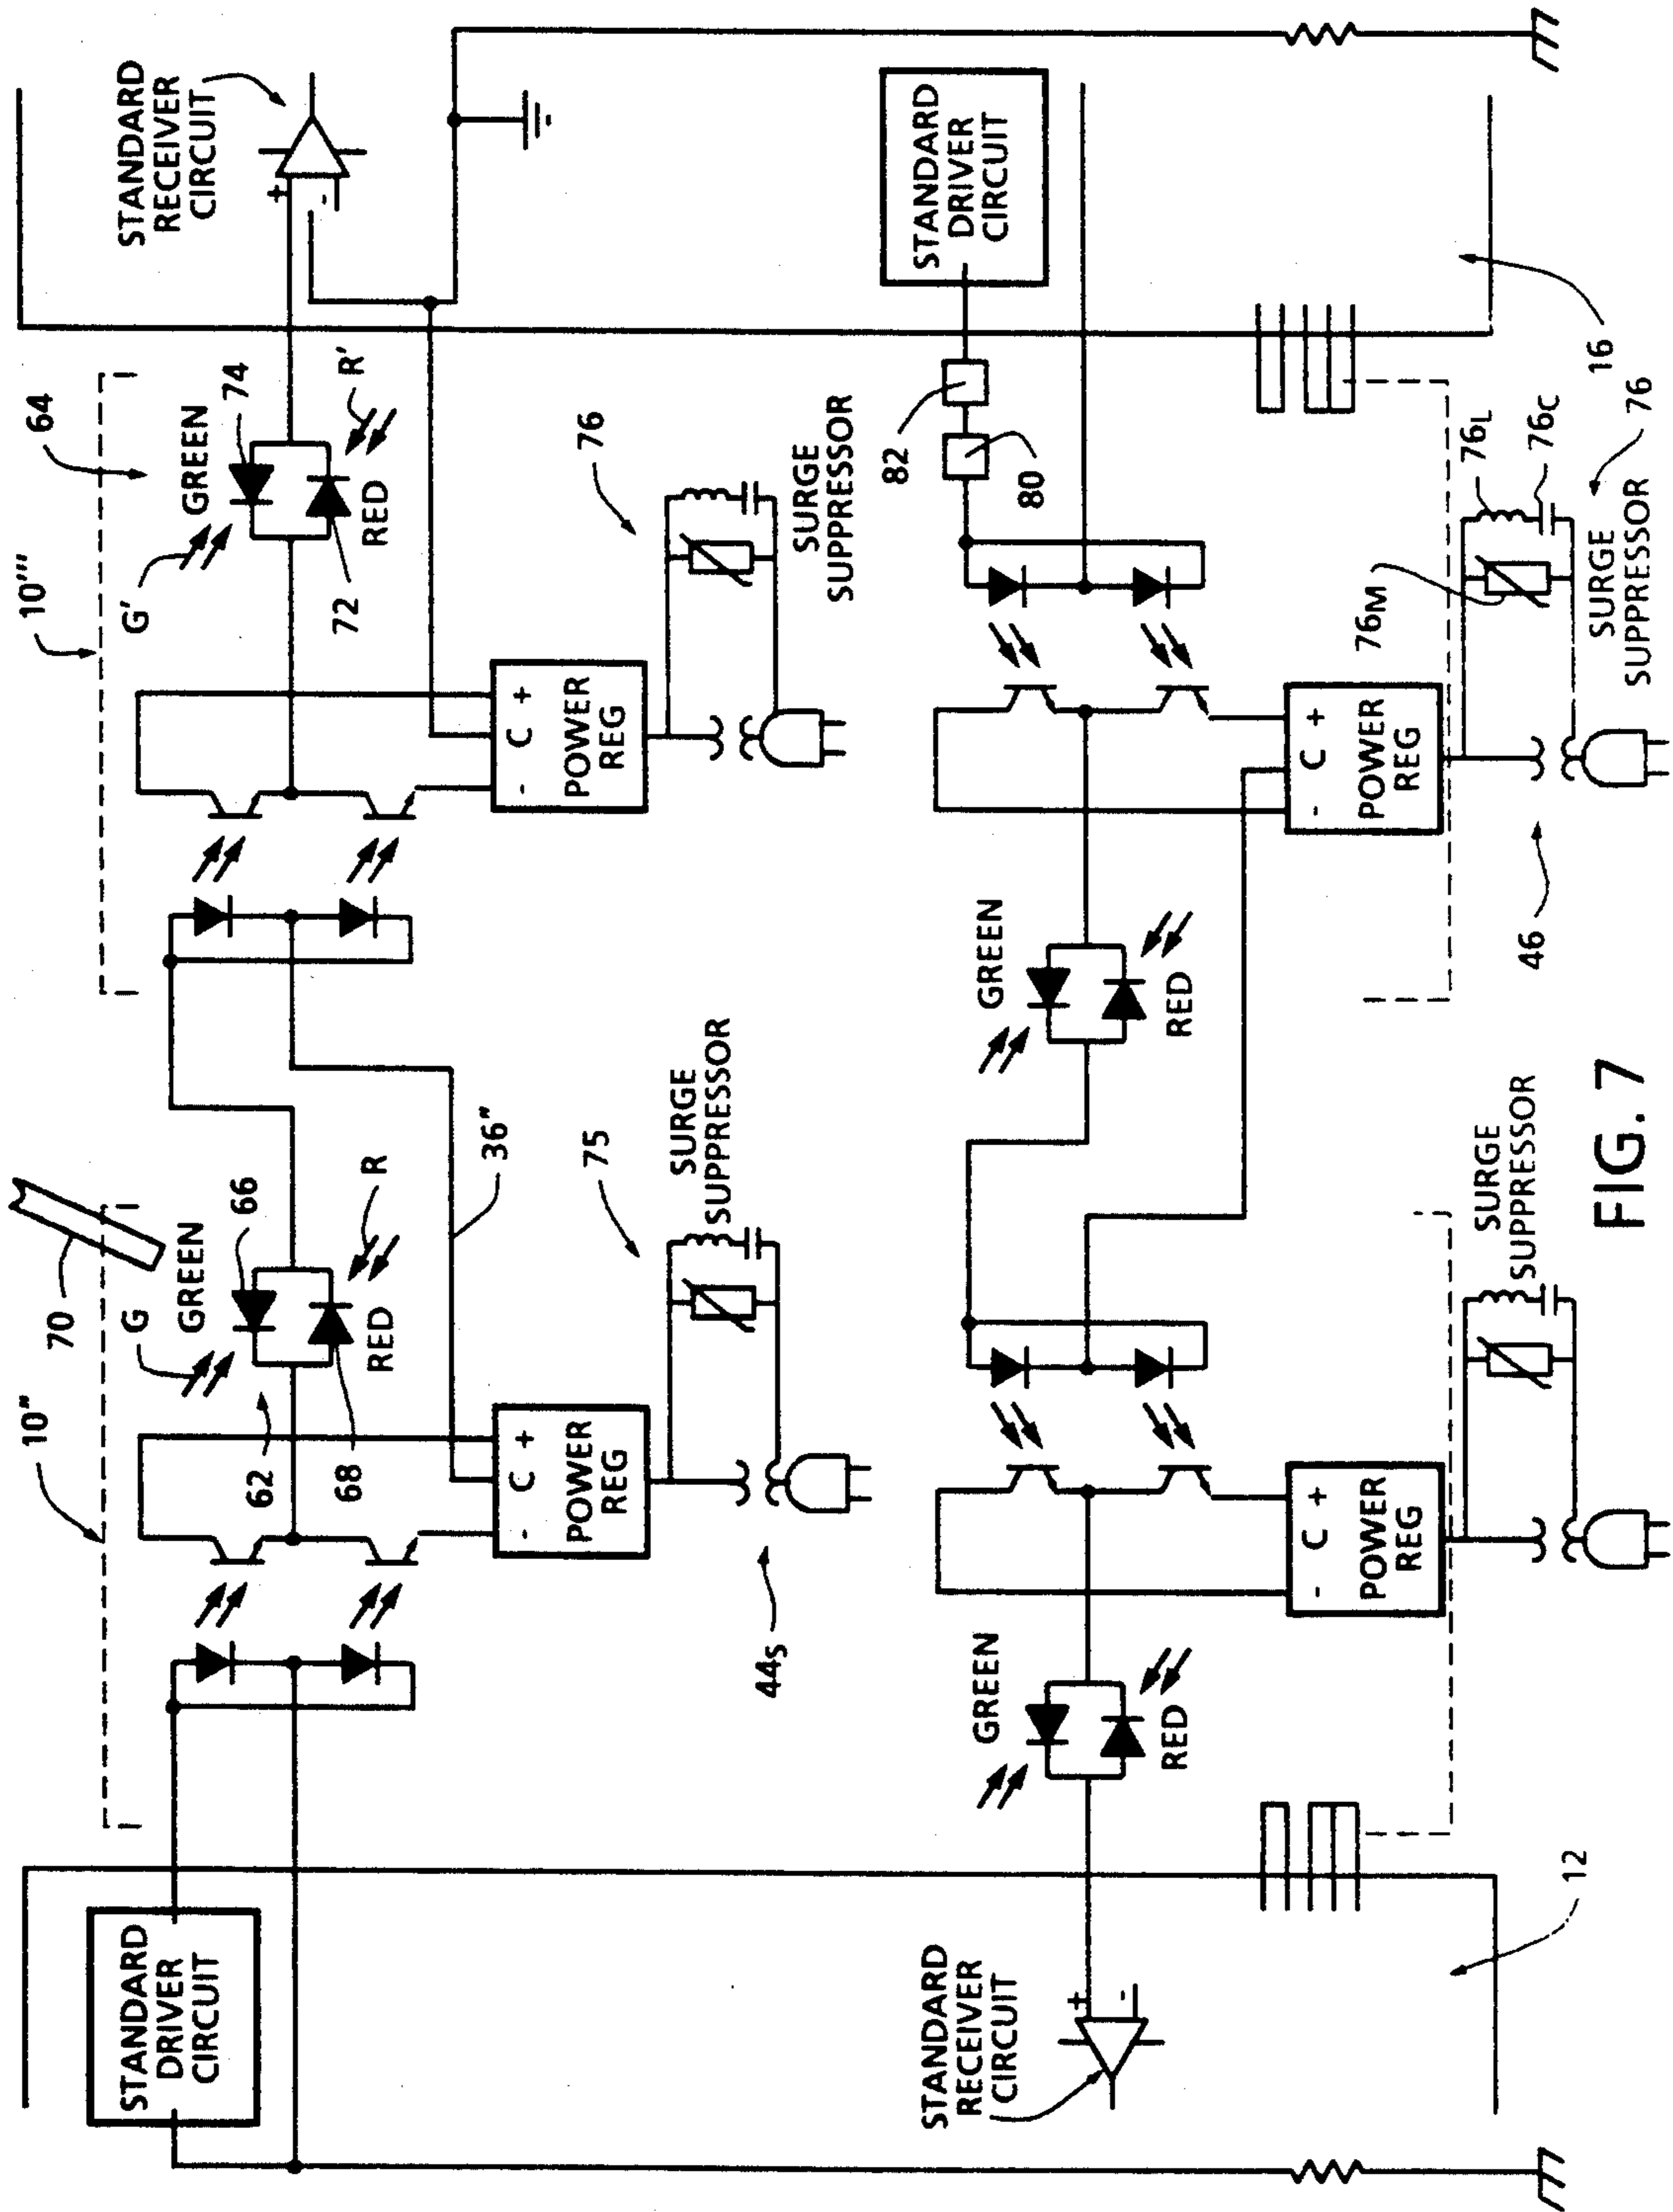 STANDARD
DRIVER
CIRCUIT
10"
70
G
GREEN
66
62
68
RED
R
36"
- C +
POWER
REG
44S
75
SURGE
SUPPRESSOR
10'''
64
G'
GREEN
74
72
RED
R'
- C +
POWER
REG
76
SURGE
SUPPRESSOR
STANDARD
RECEIVER
CIRCUIT
+
-
STANDARD
RECEIVER
CIRCUIT
+
-
12
GREEN
RED
- C +
POWER
REG
SURGE
SUPPRESSOR
GREEN
RED
- C +
POWER
REG
46
76M
76L
76C
76
SURGE
SUPPRESSOR
82
80
STANDARD
DRIVER
CIRCUIT
16
FIG. 7